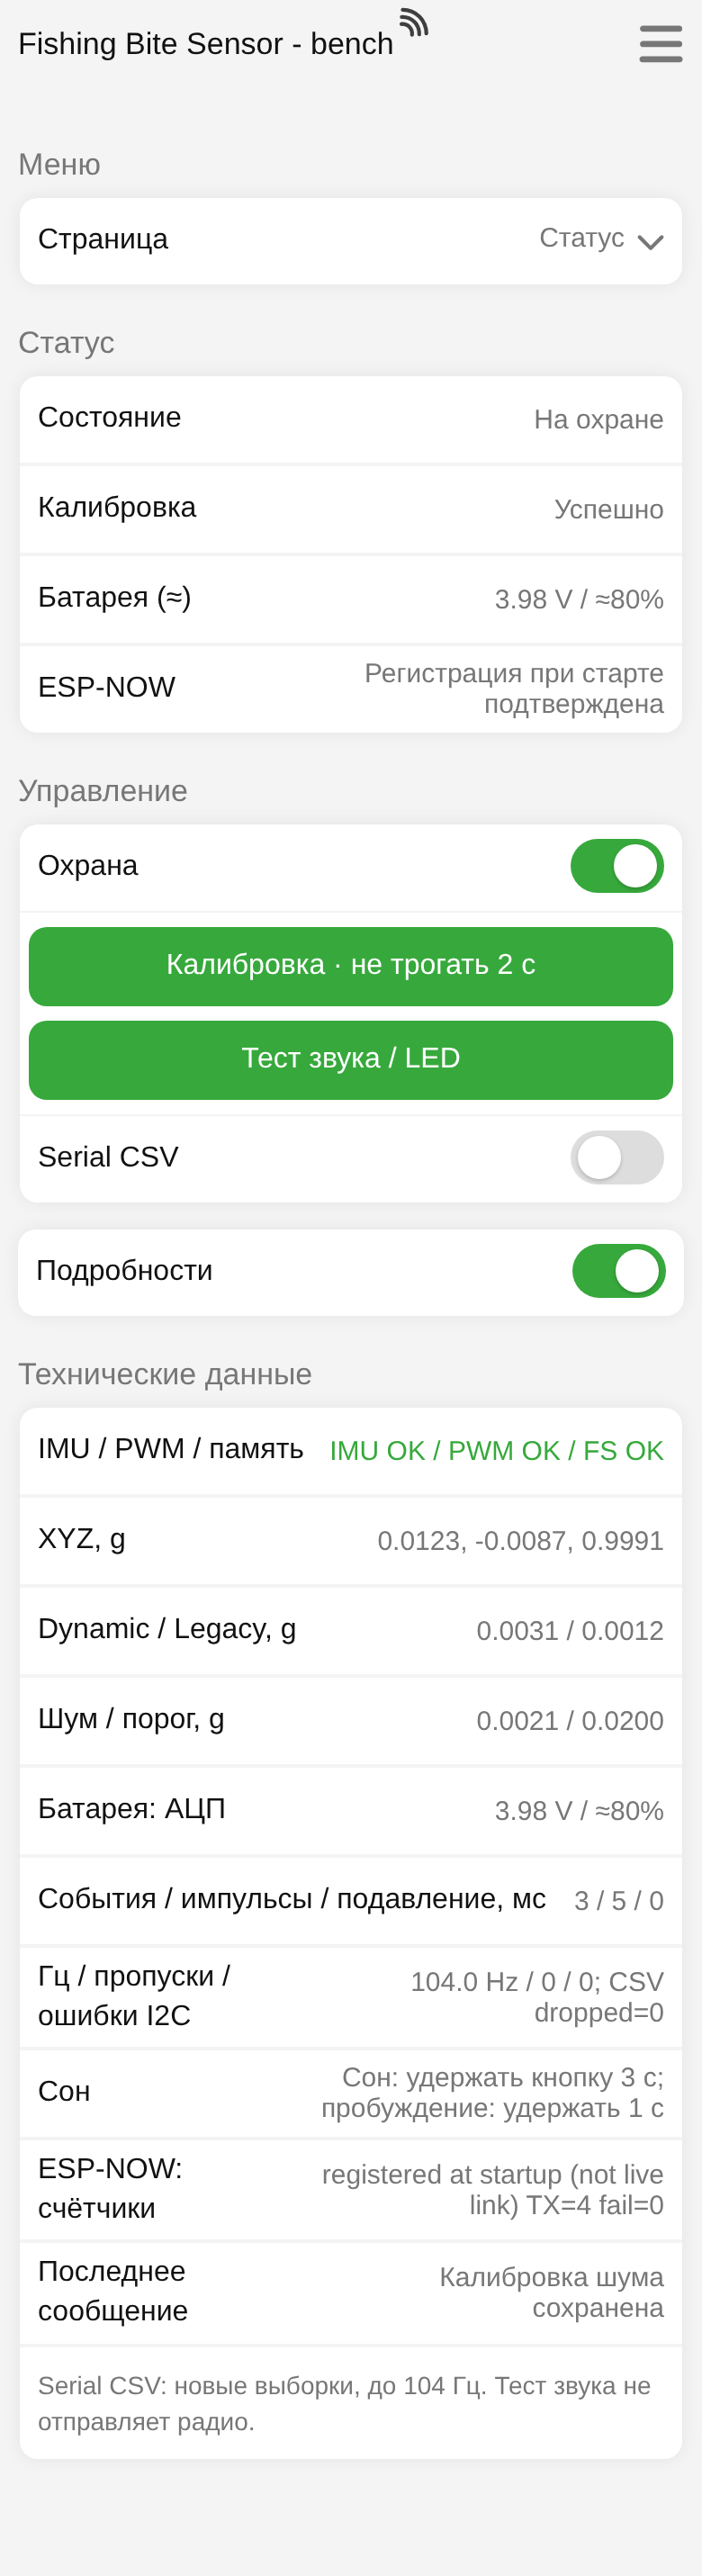 Fishing Bite Sensor - bench
Меню
Страница Статус
Статус
Состояние На охране
Калибровка Успешно
Батарея (≈) 3.98 V / ≈80%
ESP-NOW Регистрация при старте
подтверждена
Управление
Охрана
Калибровка · не трогать 2 с
Тест звука / LED
Serial CSV
Подробности
Технические данные
IMU / PWM / память IMU OK / PWM OK / FS OK
XYZ, g 0.0123, -0.0087, 0.9991
Dynamic / Legacy, g 0.0031 / 0.0012
Шум / порог, g 0.0021 / 0.0200
Батарея: АЦП 3.98 V / ≈80%
События / импульсы / подавление, мс 3 / 5 / 0
Гц / пропуски /
ошибки I2C
104.0 Hz / 0 / 0; CSV
dropped=0
Сон
Сон: удержать кнопку 3 с;
пробуждение: удержать 1 с
ESP-NOW:
счётчики
registered at startup (not live
link) TX=4 fail=0
Последнее
сообщение
Калибровка шума
сохранена
Serial CSV: новые выборки, до 104 Гц. Тест звука не
отправляет радио.